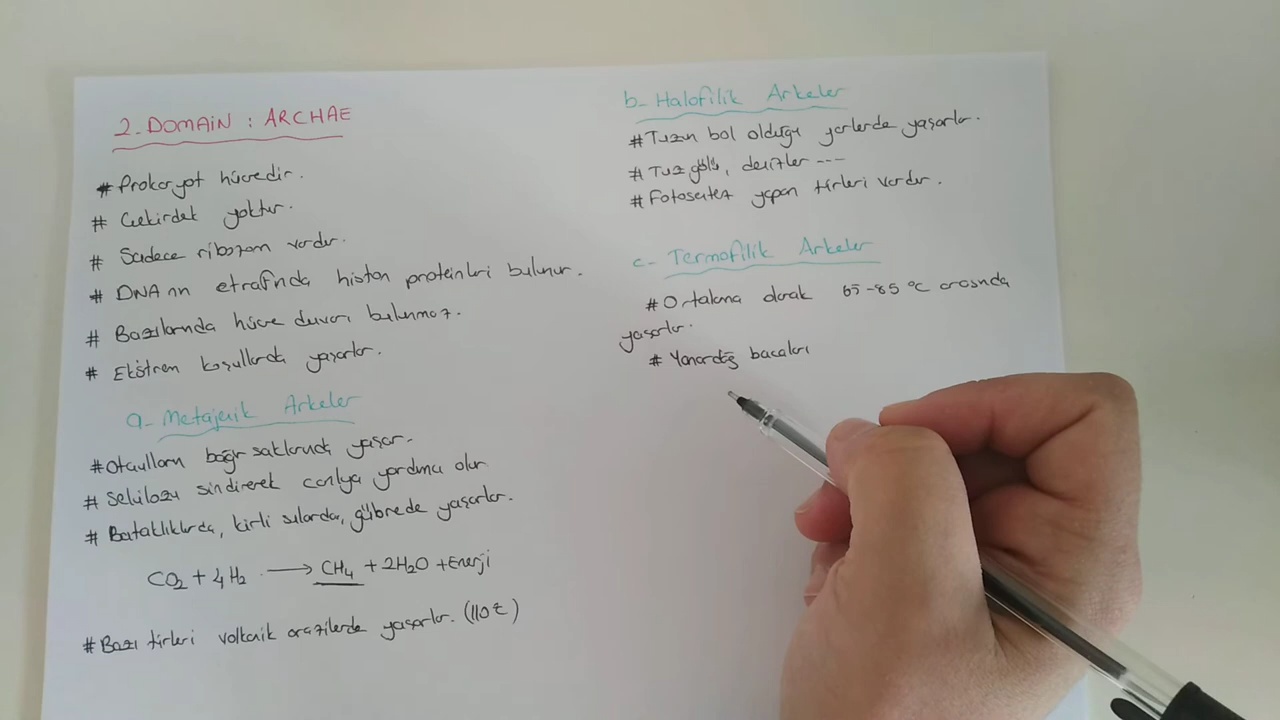 2. DOMAIN : ARCHAE
# Prokaryot hücredir.
# Çekirdek yoktur.
# Sadece ribozom vardır.
# DNA nın etrafında histon proteinleri bulunur.
# Bazılarında hücre duvarı bulunmaz.
# Ekstrem koşullarda yaşarlar.
a- Metajenik Arkeler
# Otçulların bağırsaklarında yaşar.
# Selülozu sindirerek canlıya yardımcı olur
# Bataklıklarda, kirli sularda, gübrede yaşarlar.
CO₂ + 4H₂ → CH₄ + 2H₂O + Enerji
# Bazı türleri volkanik arazilerde yaşarlar. (110 °C)
b- Halofilik Arkeler
# Tuzun bol olduğu yerlerde yaşarlar.
# Tuz gölü, denizler ---
# Fotosentez yapan türleri vardır.
c- Termofilik Arkeler
# Ortalama olarak 65-85 °C arasında
yaşarlar.
# Yanardağ bacaları